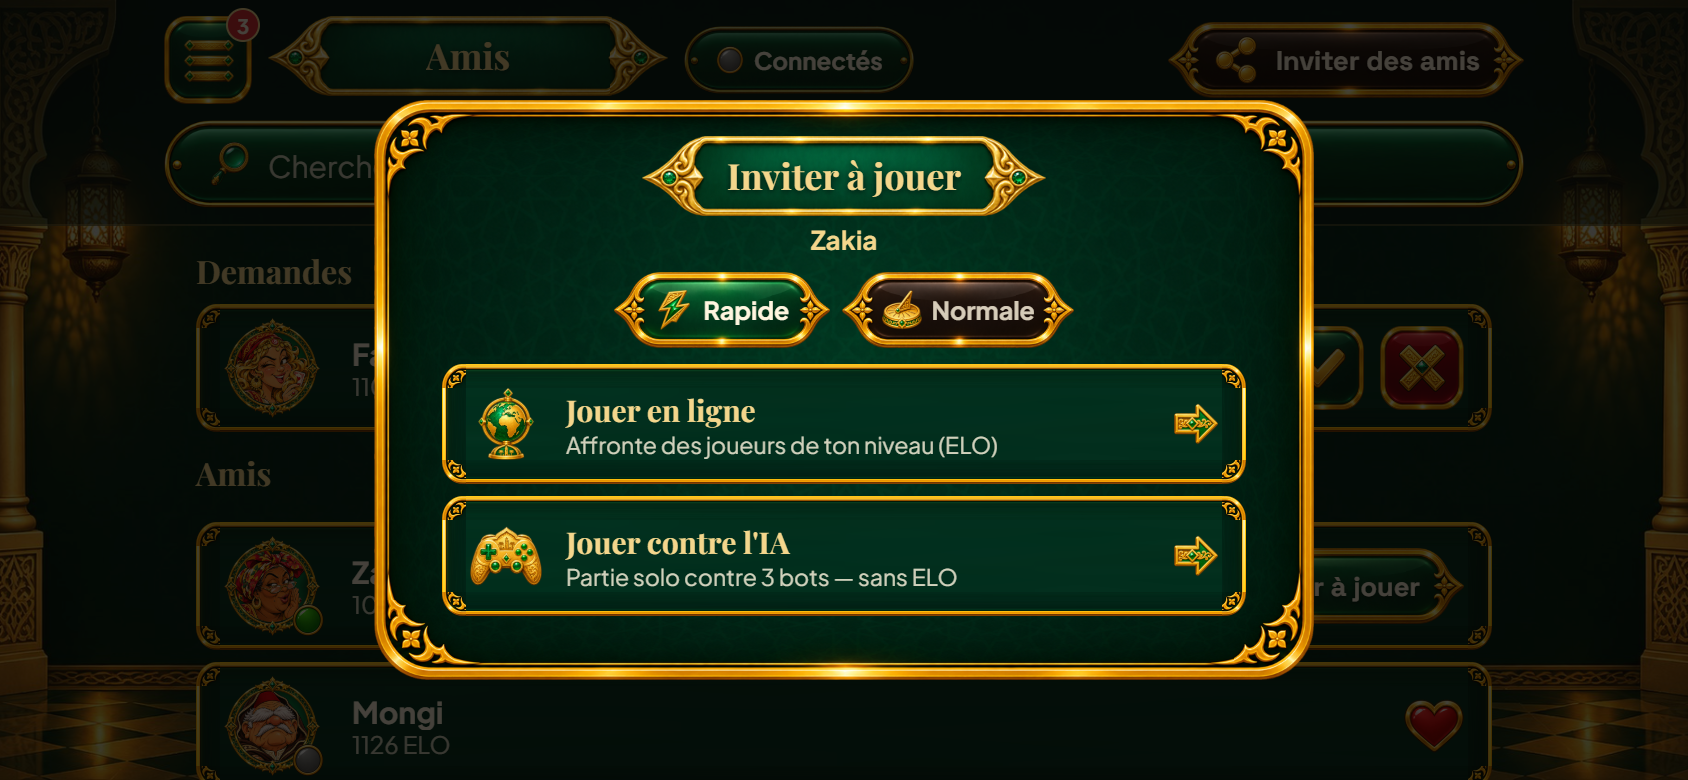 3
Amis
Connectés
Inviter des amis
Inviter à jouer
Zakia
Rapide
Normale
Jouer en ligne
Affronte des joueurs de ton niveau (ELO)
Jouer contre l'IA
Partie solo contre 3 bots — sans ELO
Demandes
Amis
à jouer
Mongi
1126 ELO